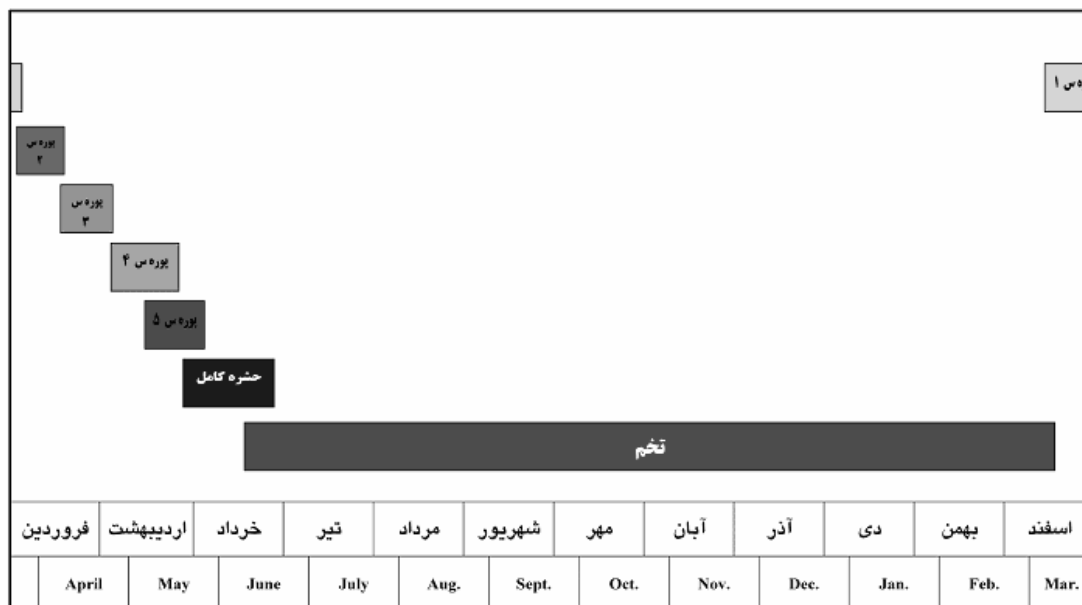 ه‌س ۱
پوره‌س
۲
پوره‌س
۳
پوره‌س ۴
پوره‌س ۵
حشره کامل
تخم
فروردین اردیبهشت خرداد تیر مرداد شهریور مهر آبان آذر دی بهمن اسفند
April May June July Aug. Sept. Oct. Nov. Dec. Jan. Feb. Mar.